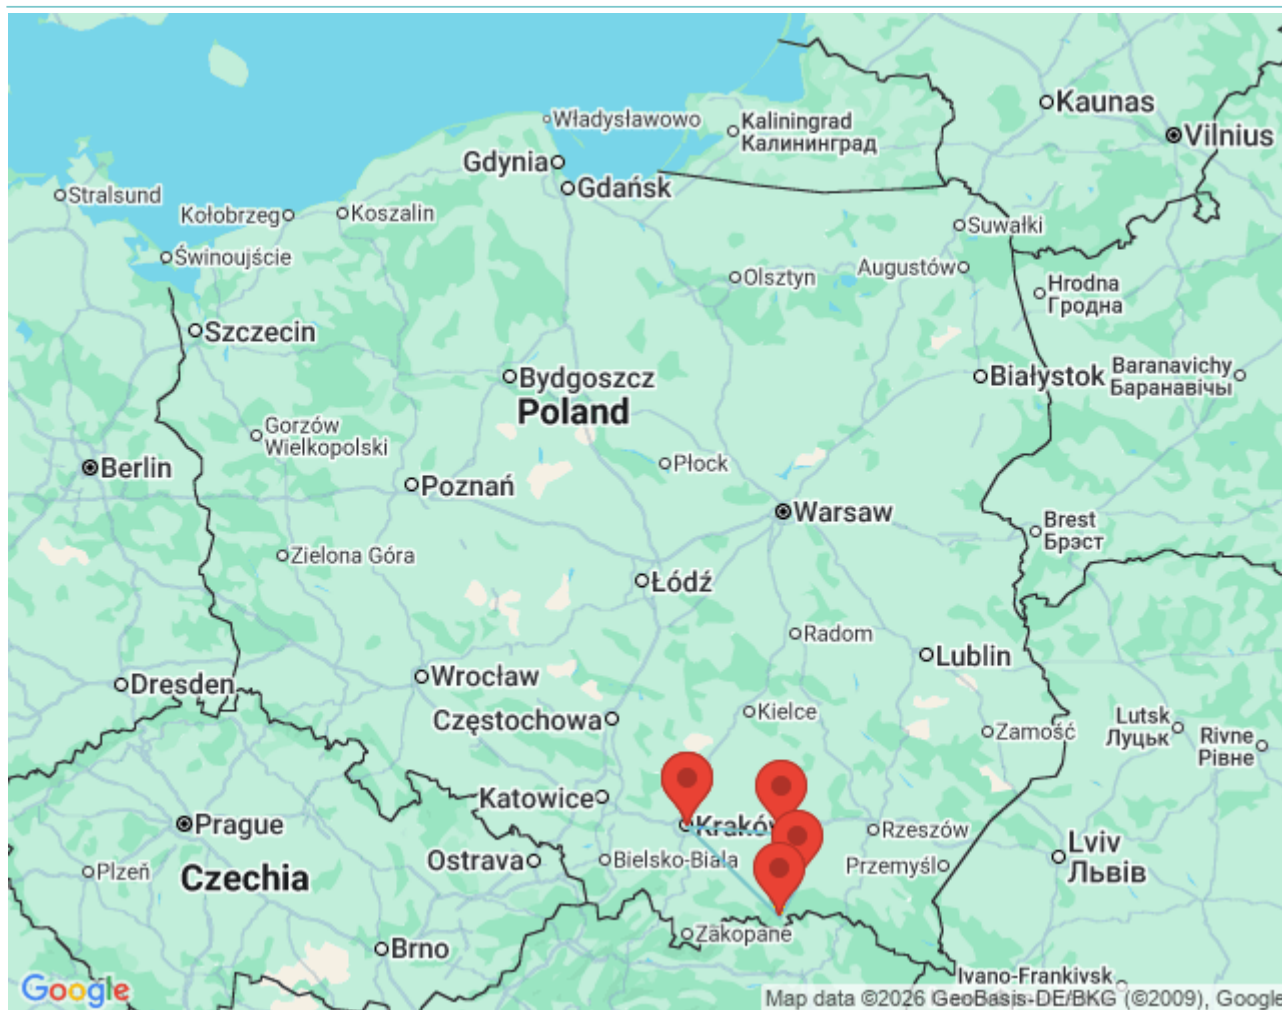 Władysławowo
Kaliningrad
Калининград
Kaunas
Vilnius
Gdynia
Gdańsk
Stralsund
Kołobrzeg
Koszalin
Suwałki
Świnoujście
Olsztyn
Augustów
Hrodna
Гродна
Szczecin
Bydgoszcz
Poland
Białystok
Baranavichy
Баранавічы
Gorzów
Wielkopolski
Berlin
Płock
Poznań
Warsaw
Brest
Брэст
Zielona Góra
Łódź
Radom
Lublin
Dresden
Wrocław
Częstochowa
Kielce
Zamość
Lutsk
Луцьк
Rivne
Рівне
Katowice
Prague
Kraków
Rzeszów
Lviv
Львів
Plzeň
Czechia
Ostrava
Bielsko-Biala
Przemyśl
Zakopane
Brno
Ivano-Frankivsk
Google
Map data ©2026 GeoBasis-DE/BKG (©2009), Google